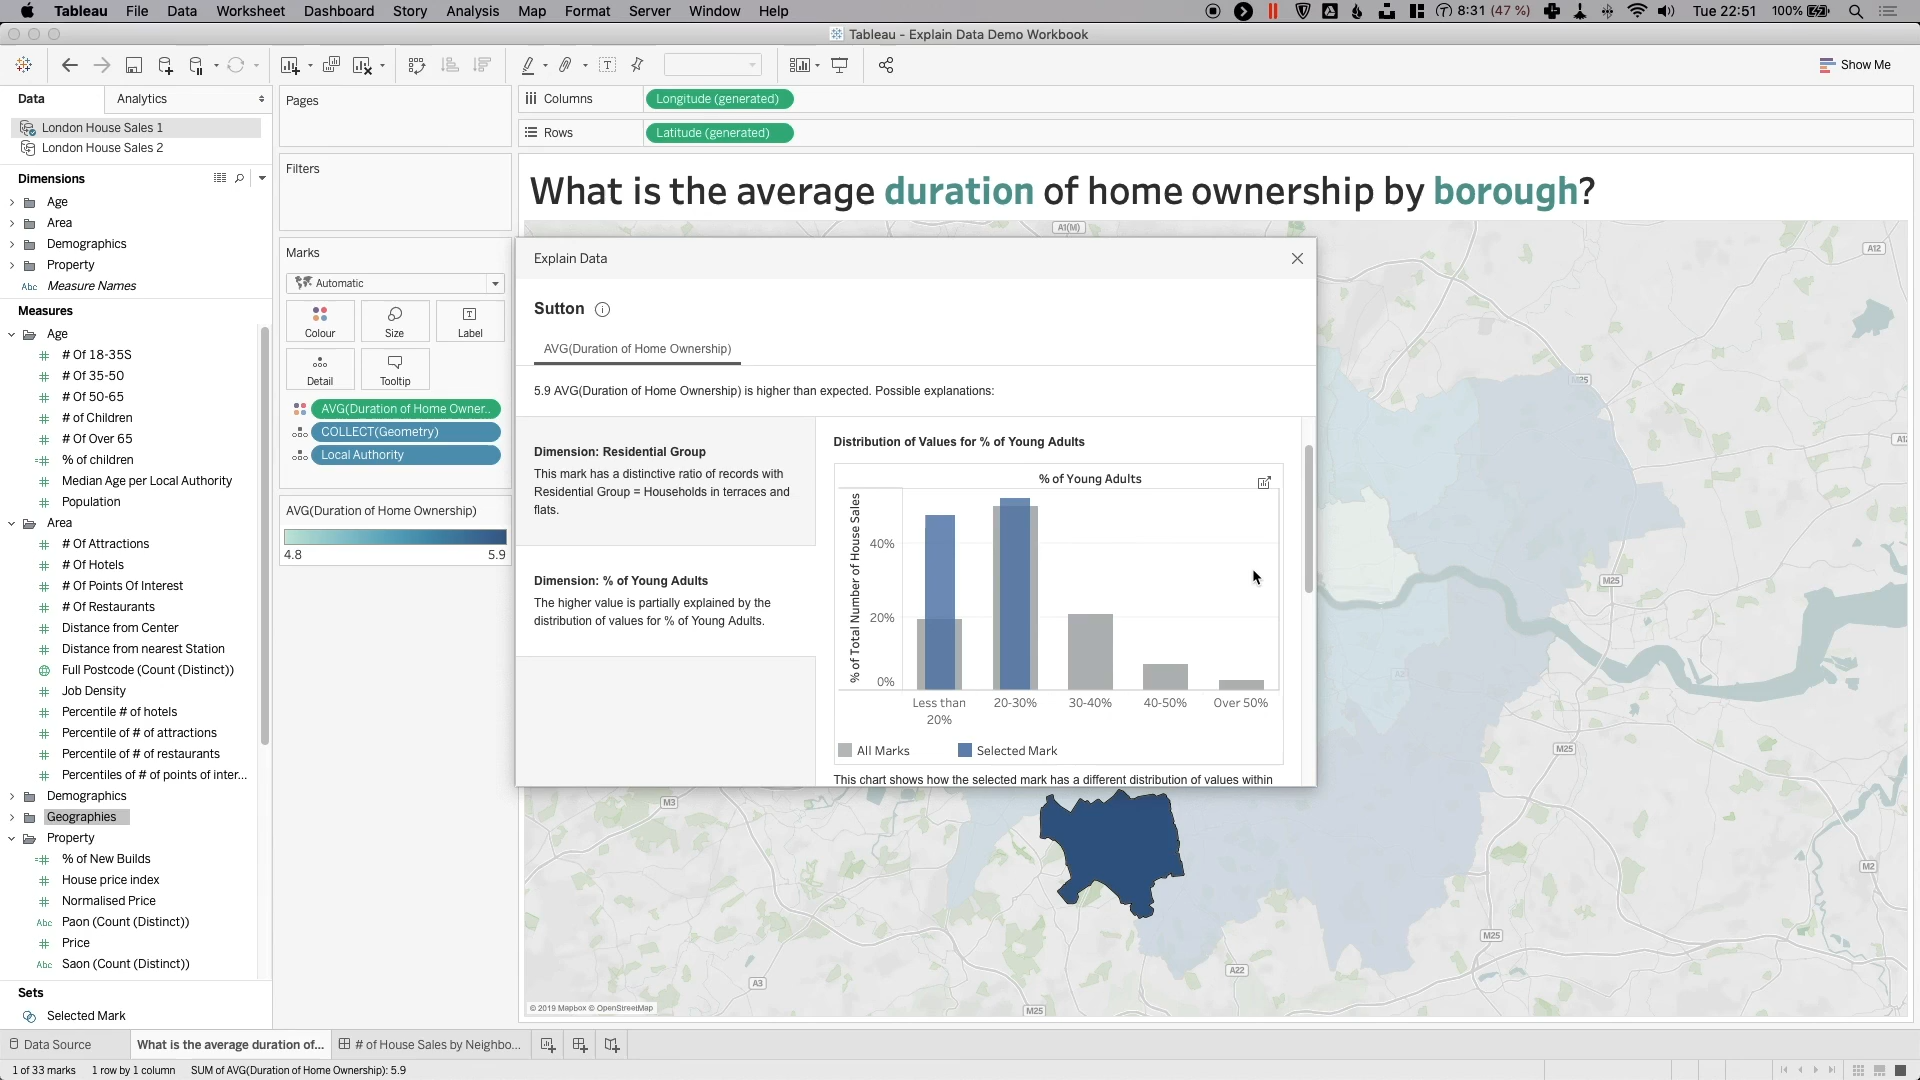 Tableau File Data Worksheet Dashboard Story Analysis Map Format Server Window Help 8:31 (47 %) Tue 22:51 100%
Tableau - Explain Data Demo Workbook
Show Me
Data Analytics
London House Sales 1
London House Sales 2
Dimensions
Age
Area
Demographics
Property
Abc Measure Names
Measures
Age
# Of 18-35S
# Of 35-50
# Of 50-65
# of Children
# Of Over 65
% of children
Median Age per Local Authority
Population
Area
# Of Attractions
# Of Hotels
# Of Points Of Interest
# Of Restaurants
Distance from Center
Distance from nearest Station
Full Postcode (Count (Distinct))
Job Density
Percentile # of hotels
Percentile of # of attractions
Percentile of # of restaurants
Percentiles of # of points of inter...
Demographics
Geographies
Property
% of New Builds
House price index
Normalised Price
Abc Paon (Count (Distinct))
Price
Abc Saon (Count (Distinct))
Sets
Selected Mark
Pages
Filters
Marks
Automatic
Colour Size Label
Detail Tooltip
AVG(Duration of Home Owner..
COLLECT(Geometry)
Local Authority
AVG(Duration of Home Ownership)
4.8 5.9
Columns Longitude (generated)
Rows Latitude (generated)
What is the average duration of home ownership by borough?
Explain Data
Sutton
AVG(Duration of Home Ownership)
5.9 AVG(Duration of Home Ownership) is higher than expected. Possible explanations:
Dimension: Residential Group
This mark has a distinctive ratio of records with
Residential Group = Households in terraces and
flats.
Dimension: % of Young Adults
The higher value is partially explained by the
distribution of values for % of Young Adults.
Distribution of Values for % of Young Adults
% of Young Adults
% of Total Number of House Sales
40%
20%
0%
Less than
20%
20-30%
30-40%
40-50%
Over 50%
All Marks Selected Mark
This chart shows how the selected mark has a different distribution of values within
A1(M)
A12
M25
A12
M25
M25
M2
M3
M25
A22
A3
M25
© 2019 Mapbox © OpenStreetMap
Data Source What is the average duration of... # of House Sales by Neighbo...
1 of 33 marks 1 row by 1 column SUM of AVG(Duration of Home Ownership): 5.9